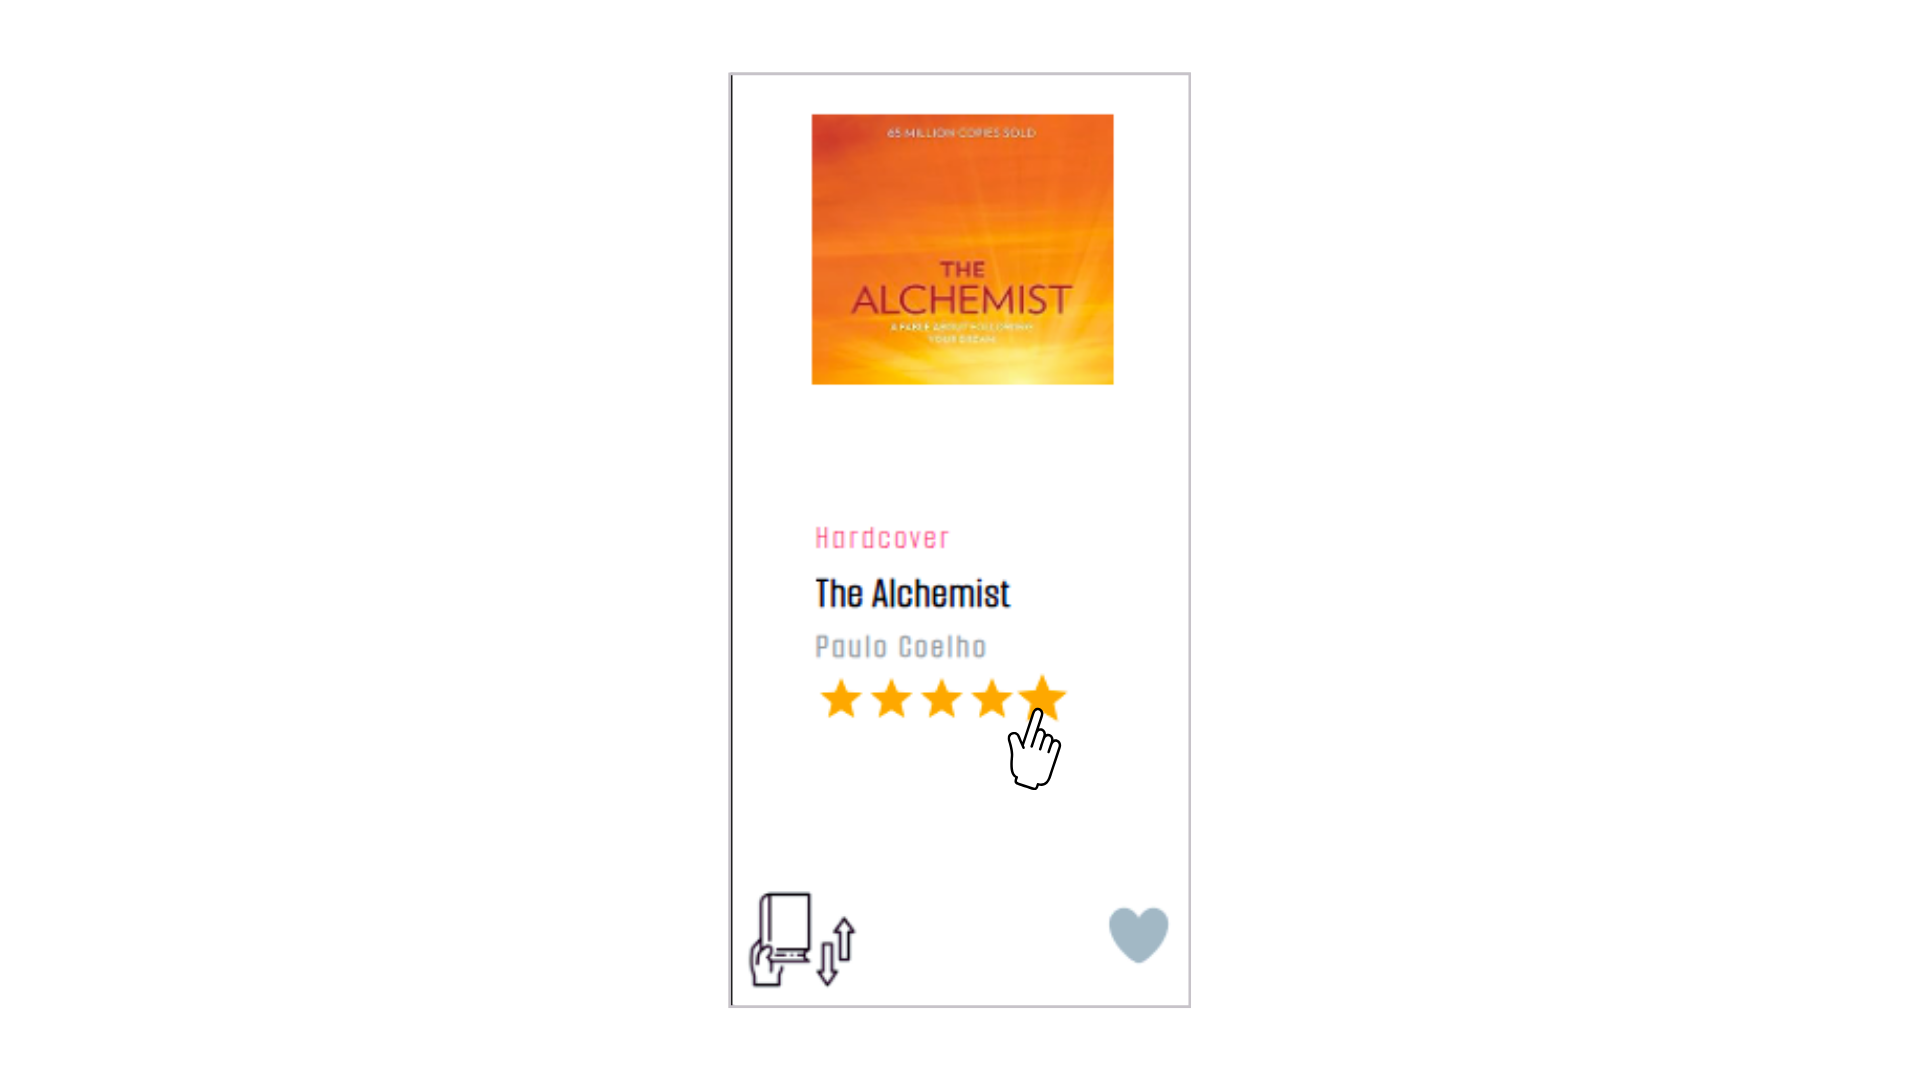 65 MILLION COPIES SOLD
THE
ALCHEMIST
A FABLE ABOUT FOLLOWING
YOUR DREAM
Hardcover
The Alchemist
Paulo Coelho